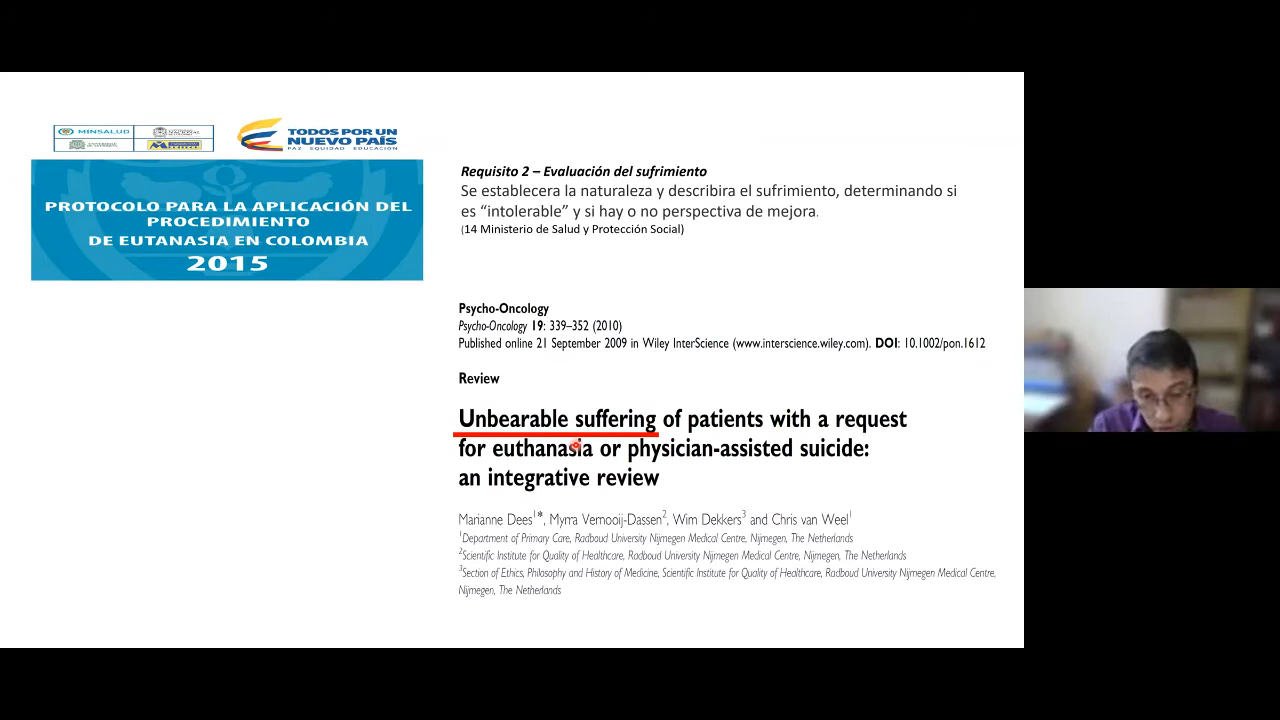 MINSALUD
TODOS POR UN
NUEVO PAÍS
PAZ EQUIDAD EDUCACIÓN
PROTOCOLO PARA LA APLICACIÓN DEL
PROCEDIMIENTO
DE EUTANASIA EN COLOMBIA
2015
Requisito 2 – Evaluación del sufrimiento
Se establecera la naturaleza y describira el sufrimiento, determinando si
es “intolerable” y si hay o no perspectiva de mejora.
(14 Ministerio de Salud y Protección Social)
Psycho-Oncology
Psycho-Oncology 19: 339–352 (2010)
Published online 21 September 2009 in Wiley InterScience (www.interscience.wiley.com). DOI: 10.1002/pon.1612
Review
Unbearable suffering of patients with a request
for euthanasia or physician-assisted suicide:
an integrative review
Marianne Dees1*, Myrra Vernooij-Dassen2, Wim Dekkers3 and Chris van Weel1
1Department of Primary Care, Radboud University Nijmegen Medical Centre, Nijmegen, The Netherlands
2Scientific Institute for Quality of Healthcare, Radboud University Nijmegen Medical Centre, Nijmegen, The Netherlands
3Section of Ethics, Philosophy and History of Medicine, Scientific Institute for Quality of Healthcare, Radboud University Nijmegen Medical Centre,
Nijmegen, The Netherlands